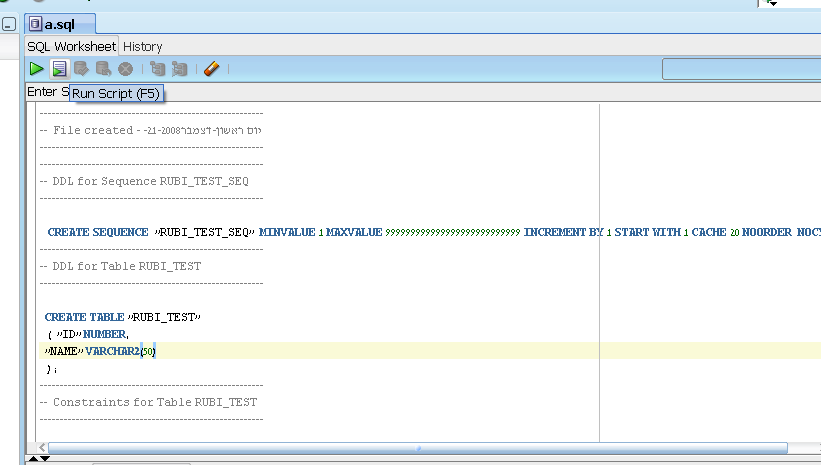 a.sql
SQL Worksheet History
Run Script (F5)
Enter S
----------------------------------------------------
-- File created - יום ראשון-דצמבר-21-2008
----------------------------------------------------
----------------------------------------------------
-- DDL for Sequence RUBI_TEST_SEQ
----------------------------------------------------
CREATE SEQUENCE "RUBI_TEST_SEQ" MINVALUE 1 MAXVALUE 999999999999999999999999999 INCREMENT BY 1 START WITH 1 CACHE 20 NOORDER NOCY
----------------------------------------------------
-- DDL for Table RUBI_TEST
----------------------------------------------------
CREATE TABLE "RUBI_TEST"
( "ID" NUMBER,
"NAME" VARCHAR2(50)
);
----------------------------------------------------
-- Constraints for Table RUBI_TEST
----------------------------------------------------